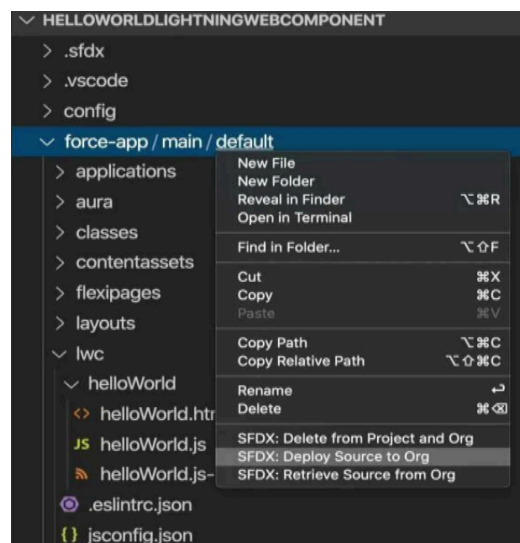 HELLOWORLDLIGHTNINGWEBCOMPONENT
.sfdx
.vscode
config
force-app / main / default
applications
aura
classes
contentassets
flexipages
layouts
lwc
helloWorld
helloWorld.htr
JS helloWorld.js
helloWorld.js-
.eslintrc.json
{} jsconfig.json
New File
New Folder
Reveal in Finder ⌥⌘R
Open in Terminal
Find in Folder... ⌥⇧F
Cut ⌘X
Copy ⌘C
Paste ⌘V
Copy Path ⌥⌘C
Copy Relative Path ⌥⇧⌘C
Rename ↩
Delete ⌘⌫
SFDX: Delete from Project and Org
SFDX: Deploy Source to Org
SFDX: Retrieve Source from Org